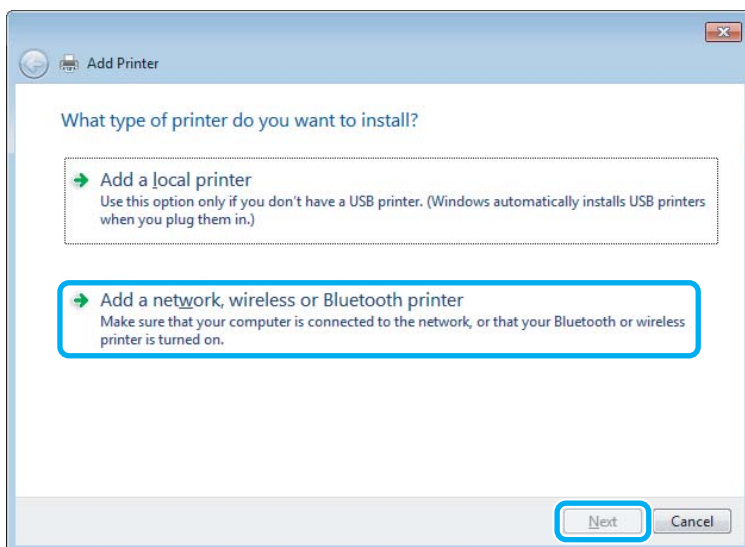 Add Printer
What type of printer do you want to install?
Add a local printer
Use this option only if you don't have a USB printer. (Windows automatically installs USB printers
when you plug them in.)
Add a network, wireless or Bluetooth printer
Make sure that your computer is connected to the network, or that your Bluetooth or wireless
printer is turned on.
Next Cancel